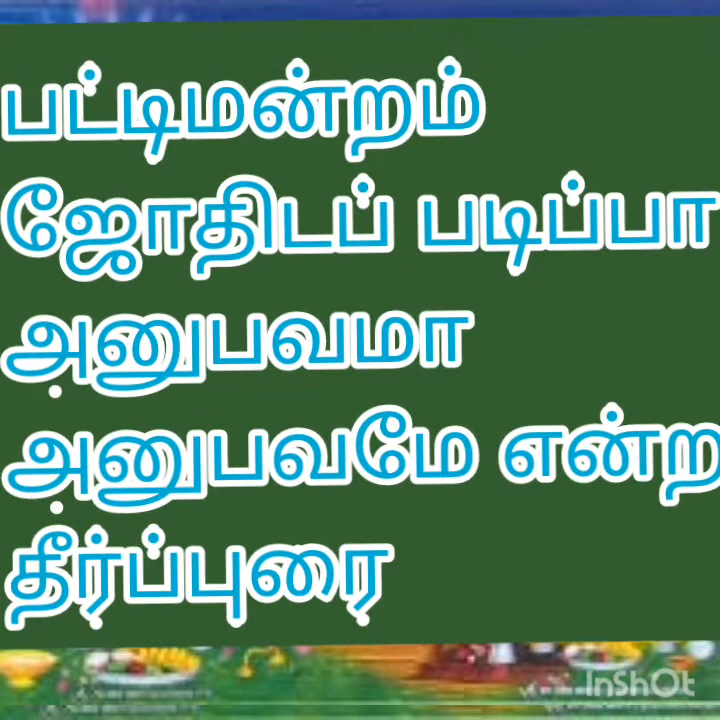 பட்டிமன்றம்
ஜோதிடப் படிப்பா
அனுபவமா
அனுபவமே என்ற
தீர்ப்புரை
InShOt